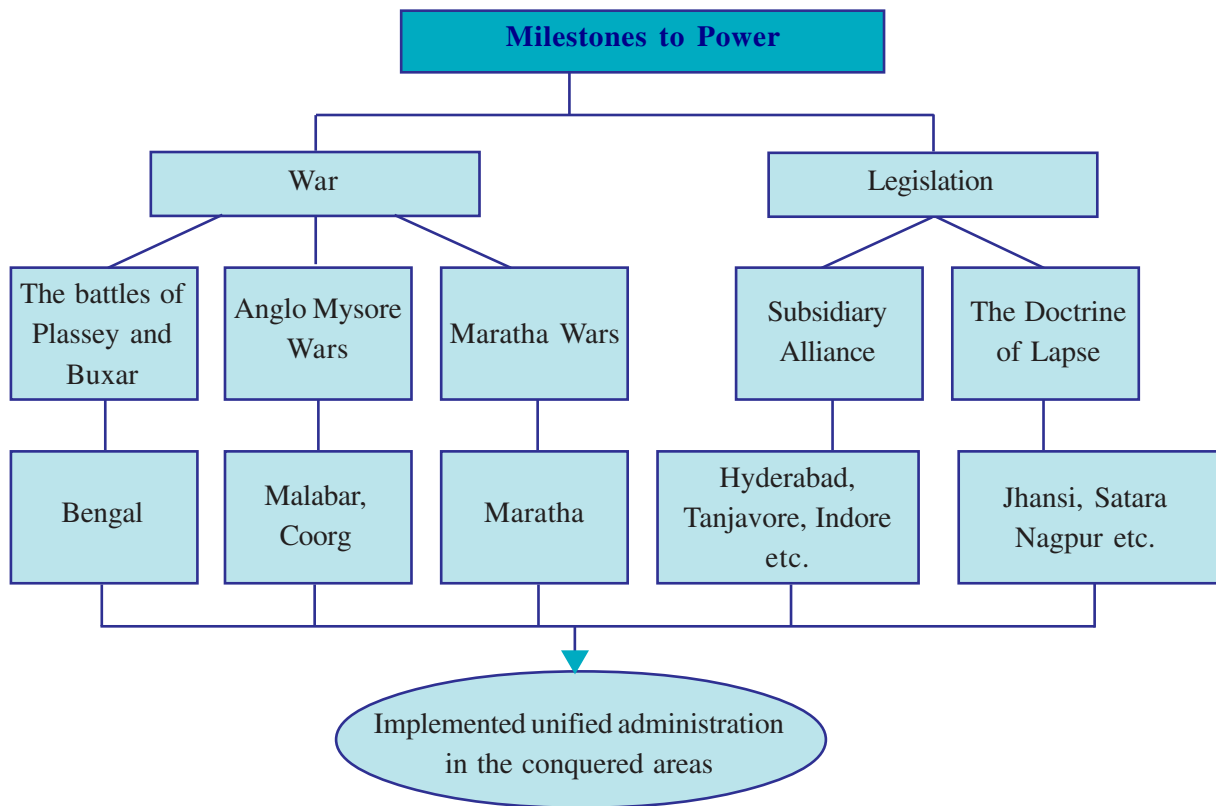 Milestones to Power
War
Legislation
The battles of
Plassey and
Buxar
Anglo Mysore
Wars
Maratha Wars
Subsidiary
Alliance
The Doctrine
of Lapse
Bengal
Malabar,
Coorg
Maratha
Hyderabad,
Tanjavore, Indore
etc.
Jhansi, Satara
Nagpur etc.
Implemented unified administration
in the conquered areas